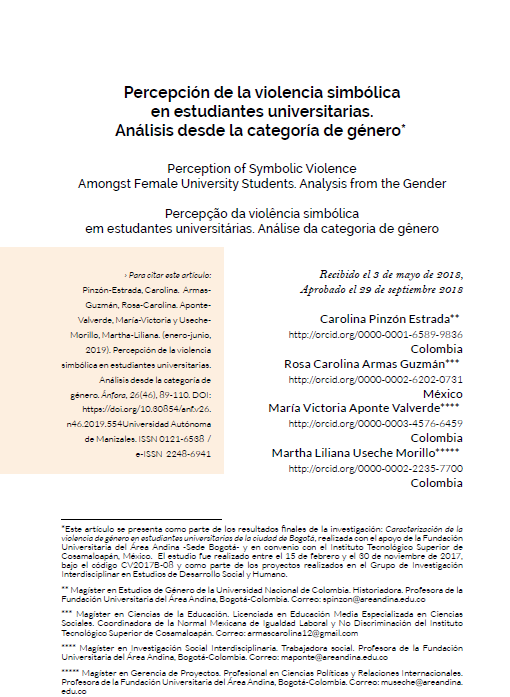 Percepción de la violencia simbólica
en estudiantes universitarias.
Análisis desde la categoría de género*
Perception of Symbolic Violence
Amongst Female University Students. Analysis from the Gender
Percepção da violência simbólica
em estudantes universitárias. Análise da categoria de gênero
› Para citar este artículo:
Pinzón-Estrada, Carolina. Armas-
Guzmán, Rosa-Carolina. Aponte-
Valverde, María-Victoria y Useche-
Morillo, Martha-Liliana. (enero-junio,
2019). Percepción de la violencia
simbólica en estudiantes universitarias.
Análisis desde la categoría de
género. Ánfora, 26(46), 89-110. DOI:
https://doi.org/10.30854/anf.v26.
n46.2019.554Universidad Autónoma
de Manizales. ISSN 0121-6538 /
e-ISSN 2248-6941
Recibido el 3 de mayo de 2018,
Aprobado el 29 de septiembre 2018
Carolina Pinzón Estrada**
http://orcid.org/0000-0001-6589-9836
Colombia
Rosa Carolina Armas Guzmán***
http://orcid.org/0000-0002-6202-0731
México
María Victoria Aponte Valverde****
http://orcid.org/0000-0003-4576-6459
Colombia
Martha Liliana Useche Morillo*****
http://orcid.org/0000-0002-2235-7700
Colombia
*Este artículo se presenta como parte de los resultados finales de la investigación: Caracterización de la
violencia de género en estudiantes universitarias de la ciudad de Bogotá, realizada con el apoyo de la Fundación
Universitaria del Área Andina -Sede Bogotá- y en convenio con el Instituto Tecnológico Superior de
Cosamaloapán, México. El estudio fue realizado entre el 15 de febrero y el 30 de noviembre de 2017,
bajo el código CV2017B-08 y como parte de los proyectos realizados en el Grupo de Investigación
Interdisciplinar en Estudios de Desarrollo Social y Humano.
** Magíster en Estudios de Género de la Universidad Nacional de Colombia. Historiadora. Profesora de la
Fundación Universitaria del Área Andina, Bogotá-Colombia. Correo: spinzon@areandina.edu.co
*** Magíster en Ciencias de la Educación. Licenciada en Educación Media Especializada en Ciencias
Sociales. Coordinadora de la Normal Mexicana de Igualdad Laboral y No Discriminación del Instituto
Tecnológico Superior de Cosamaloapán. Correo: armascarolina12@gmail.com
**** Magíster en Investigación Social Interdisciplinaria. Trabajadora social. Profesora de la Fundación
Universitaria del Área Andina, Bogotá-Colombia. Correo: maponte@areandina.edu.co
***** Magíster en Gerencia de Proyectos. Profesional en Ciencias Políticas y Relaciones Internacionales.
Profesora de la Fundación Universitaria del Área Andina, Bogotá-Colombia. Correo: museche@areandina.
edu.co